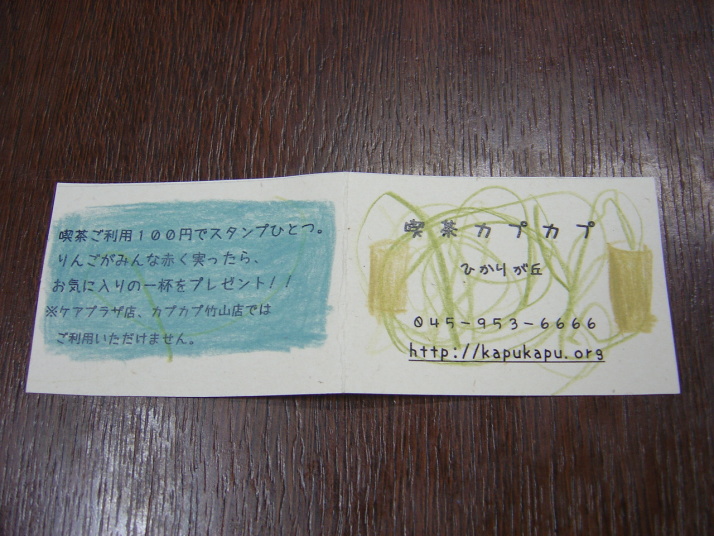 喫茶ご利用１００円でスタンプひとつ。
りんごがみんな赤く実ったら、
お気に入りの一杯をプレゼント！！
※ケアプラザ店、カプカプ竹山店では
ご利用いただけません。
喫茶カプカプ
ひかりが丘
０４５-９５３-６６６６
http://kapukapu.org